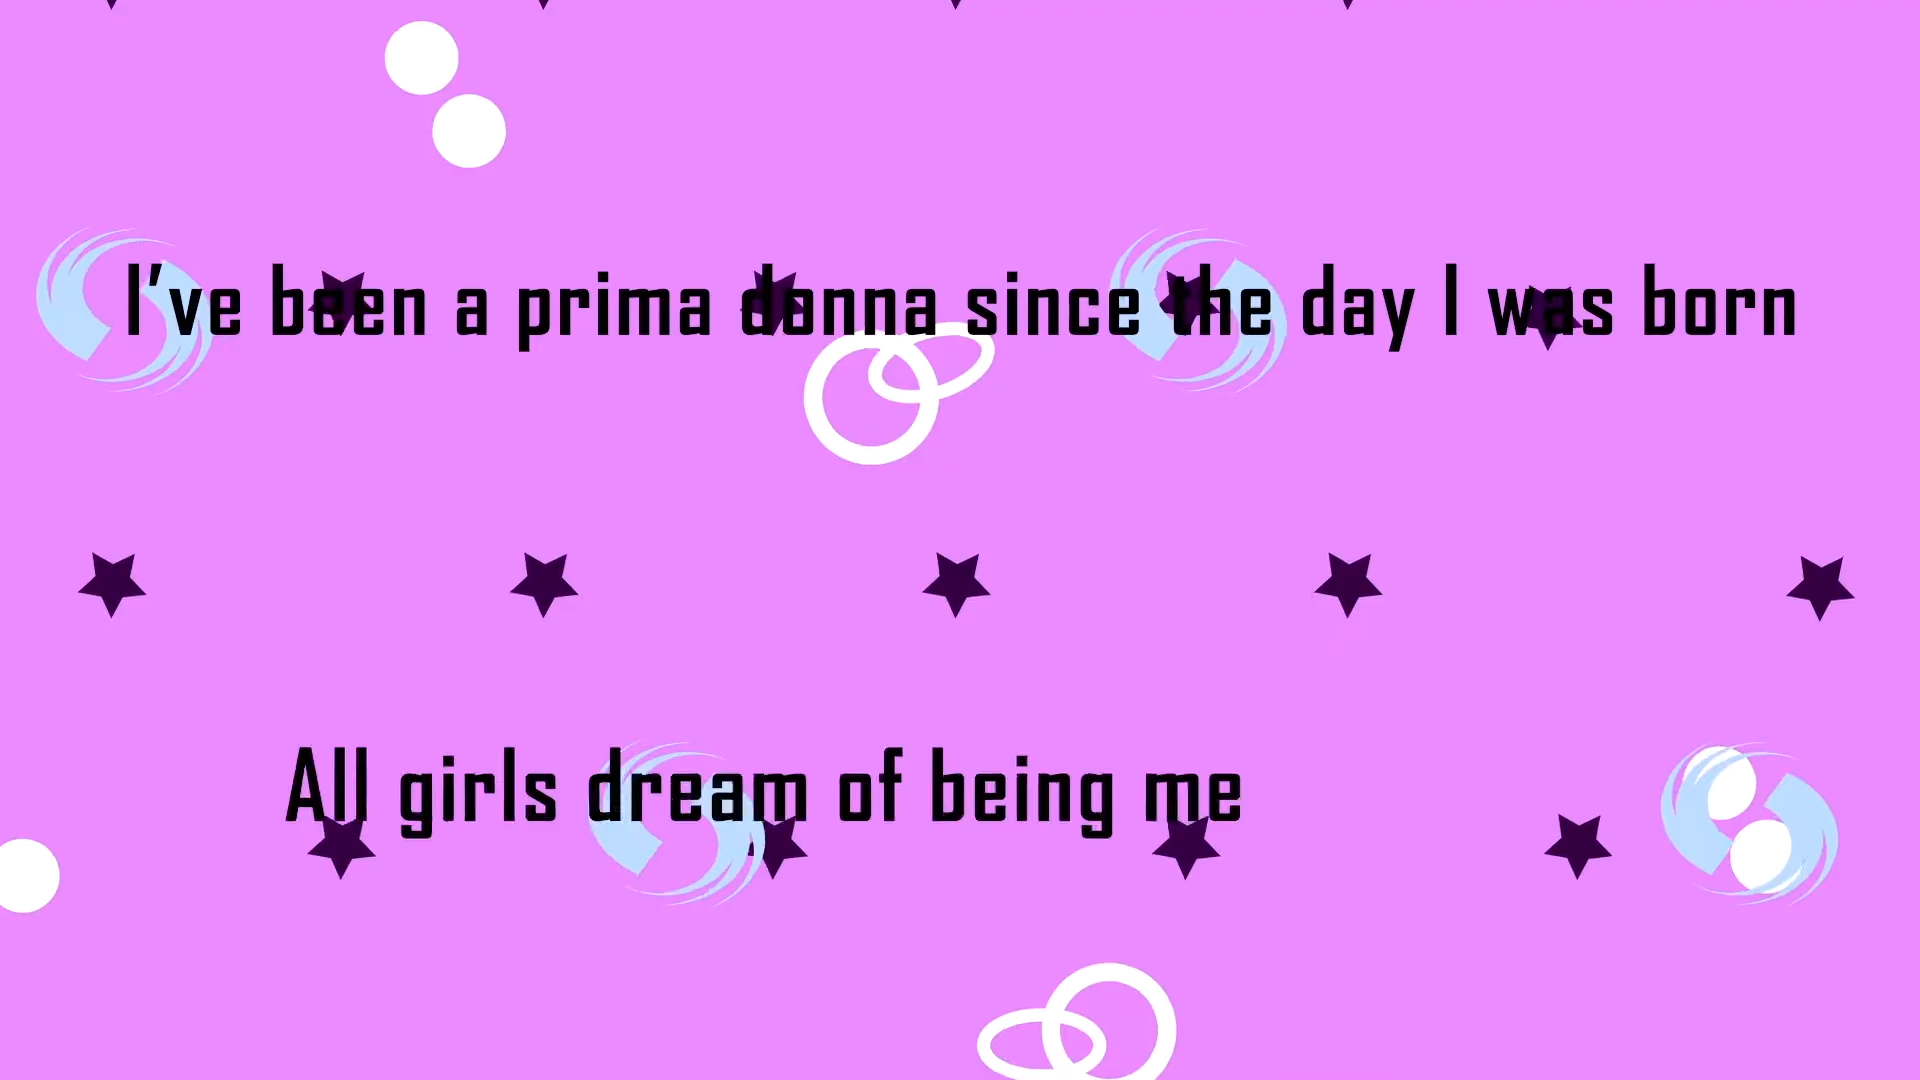 I’ve been a prima donna since the day I was born
All girls dream of being me